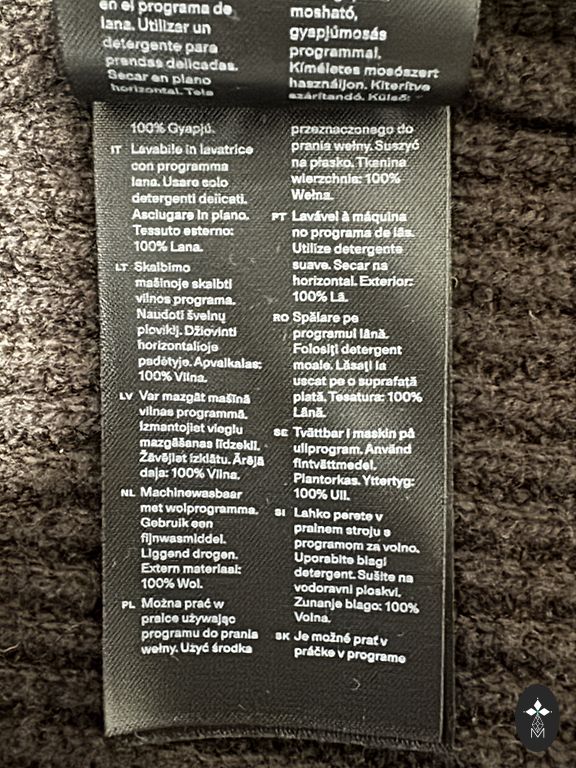 en el programa de
lana. Utilizar un
detergente para
prendas delicadas.
Secar en plano
horizontal. Tela
mosható,
gyapjúmosás
programmal.
Kíméletes mosószert
használjon. Kiterítve
szárítandó. Külső:
100% Gyapjú.
IT Lavabile in lavatrice
con programma
lana. Usare solo
detergenti delicati.
Asciugare in piano.
Tessuto esterno:
100% Lana.
LT Skalbimo
mašinoje skalbti
vilnos programa.
Naudoti švelnų
ploviklį. Džiovinti
horizontalioje
padėtyje. Apvalkalas:
100% Vilna.
LV Var mazgāt mašīnā
vilnas programmā.
Izmantojiet vieglu
mazgāšanas līdzekli.
Žāvējiet izklātu. Ārējā
daļa: 100% Vilna.
NL Machinewasbaar
met wolprogramma.
Gebruik een
fijnwasmiddel.
Liggend drogen.
Extern materiaal:
100% Wol.
PL Można prać w
pralce używając
programu do prania
wełny. Użyć środka
przeznaczonego do
prania wełny. Suszyć
na płasko. Tkanina
wierzchnia: 100%
Wełna.
PT Lavável à máquina
no programa de lãs.
Utilize detergente
suave. Secar na
horizontal. Exterior:
100% Lã.
RO Spălare pe
programul lână.
Folosiți detergent
moale. Lăsați la
uscat pe o suprafață
plată. Țesatura: 100%
Lână.
SE Tvättbar i maskin på
ullprogram. Använd
fintvättmedel.
Plantorkas. Yttertyg:
100% Ull.
SI Lahko perete v
pralnem stroju s
programom za volno.
Uporabite blagi
detergent. Sušite na
vodoravni ploskvi.
Zunanje blago: 100%
Volna.
SK Je možné prať v
práčke v programe
M